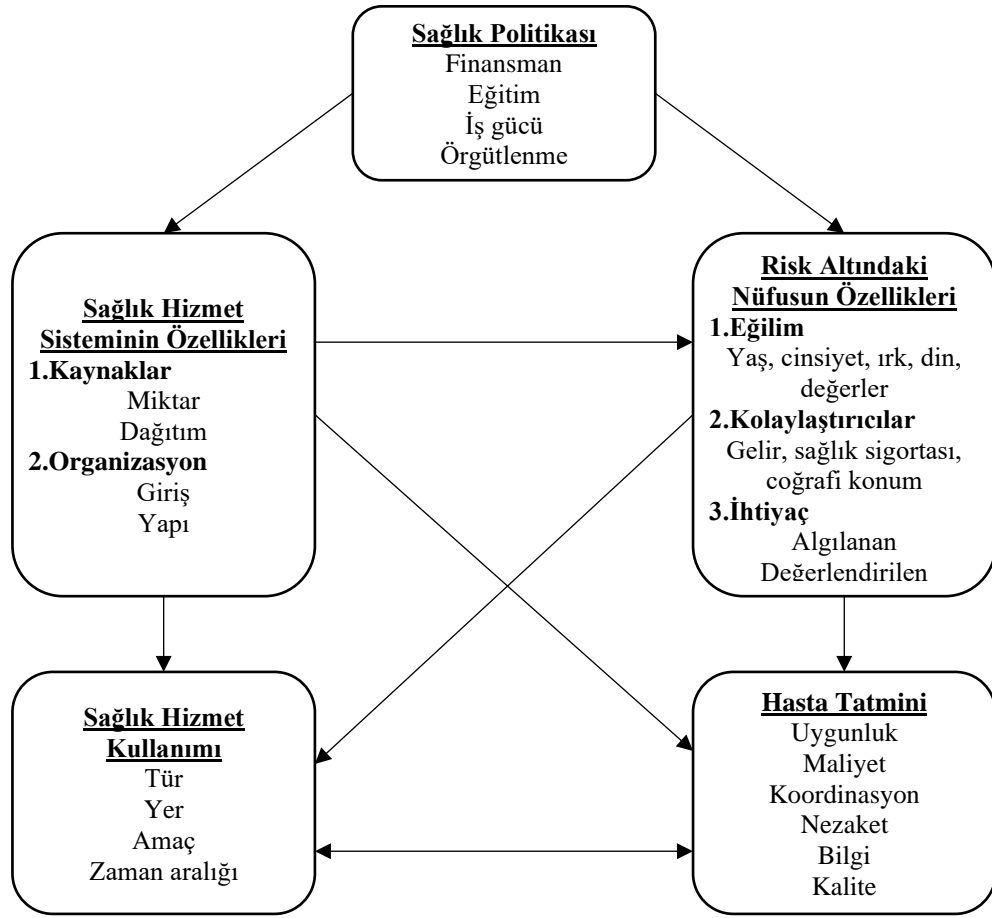 Sağlık Politikası
Finansman
Eğitim
İş gücü
Örgütlenme
Sağlık Hizmet
Sisteminin Özellikleri
1.Kaynaklar
Miktar
Dağıtım
2.Organizasyon
Giriş
Yapı
Risk Altındaki
Nüfusun Özellikleri
1.Eğilim
Yaş, cinsiyet, ırk, din,
değerler
2.Kolaylaştırıcılar
Gelir, sağlık sigortası,
coğrafi konum
3.İhtiyaç
Algılanan
Değerlendirilen
Sağlık Hizmet
Kullanımı
Tür
Yer
Amaç
Zaman aralığı
Hasta Tatmini
Uygunluk
Maliyet
Koordinasyon
Nezaket
Bilgi
Kalite